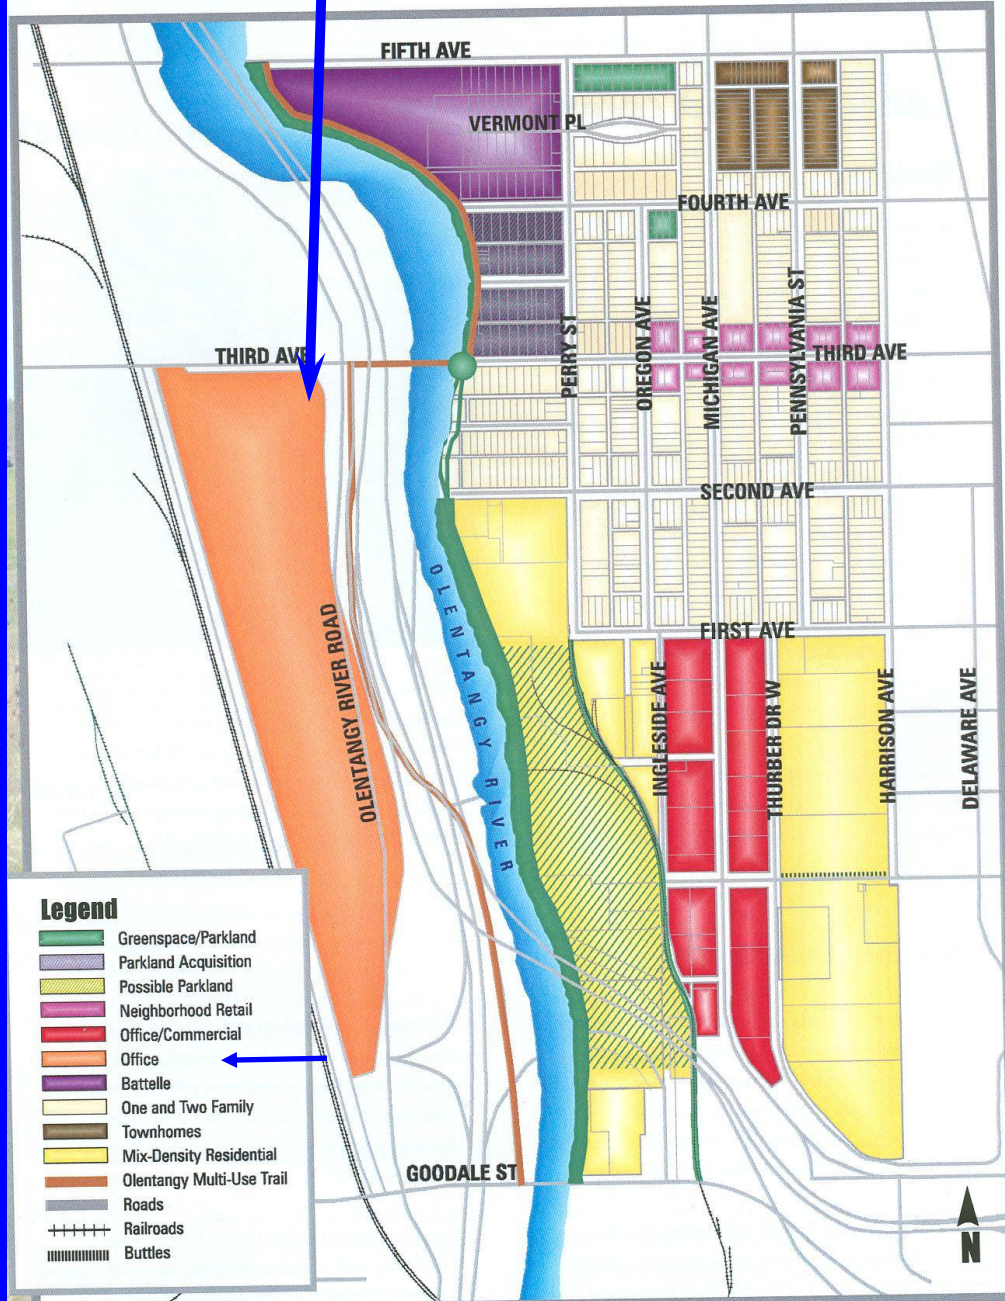 FIFTH AVE
VERMONT PL
FOURTH AVE
PERRY ST
OREGON AVE
MICHIGAN AVE
PENNSYLVANIA ST
THIRD AVE
THIRD AVE
SECOND AVE
OLENTANGY RIVER
OLENTANGY RIVER ROAD
FIRST AVE
INGLESIDE AVE
THURBER DR W
HARRISON AVE
DELAWARE AVE
GOODALE ST
N
Legend
Greenspace/Parkland
Parkland Acquisition
Possible Parkland
Neighborhood Retail
Office/Commercial
Office
Battelle
One and Two Family
Townhomes
Mix-Density Residential
Olentangy Multi-Use Trail
Roads
Railroads
Buttles